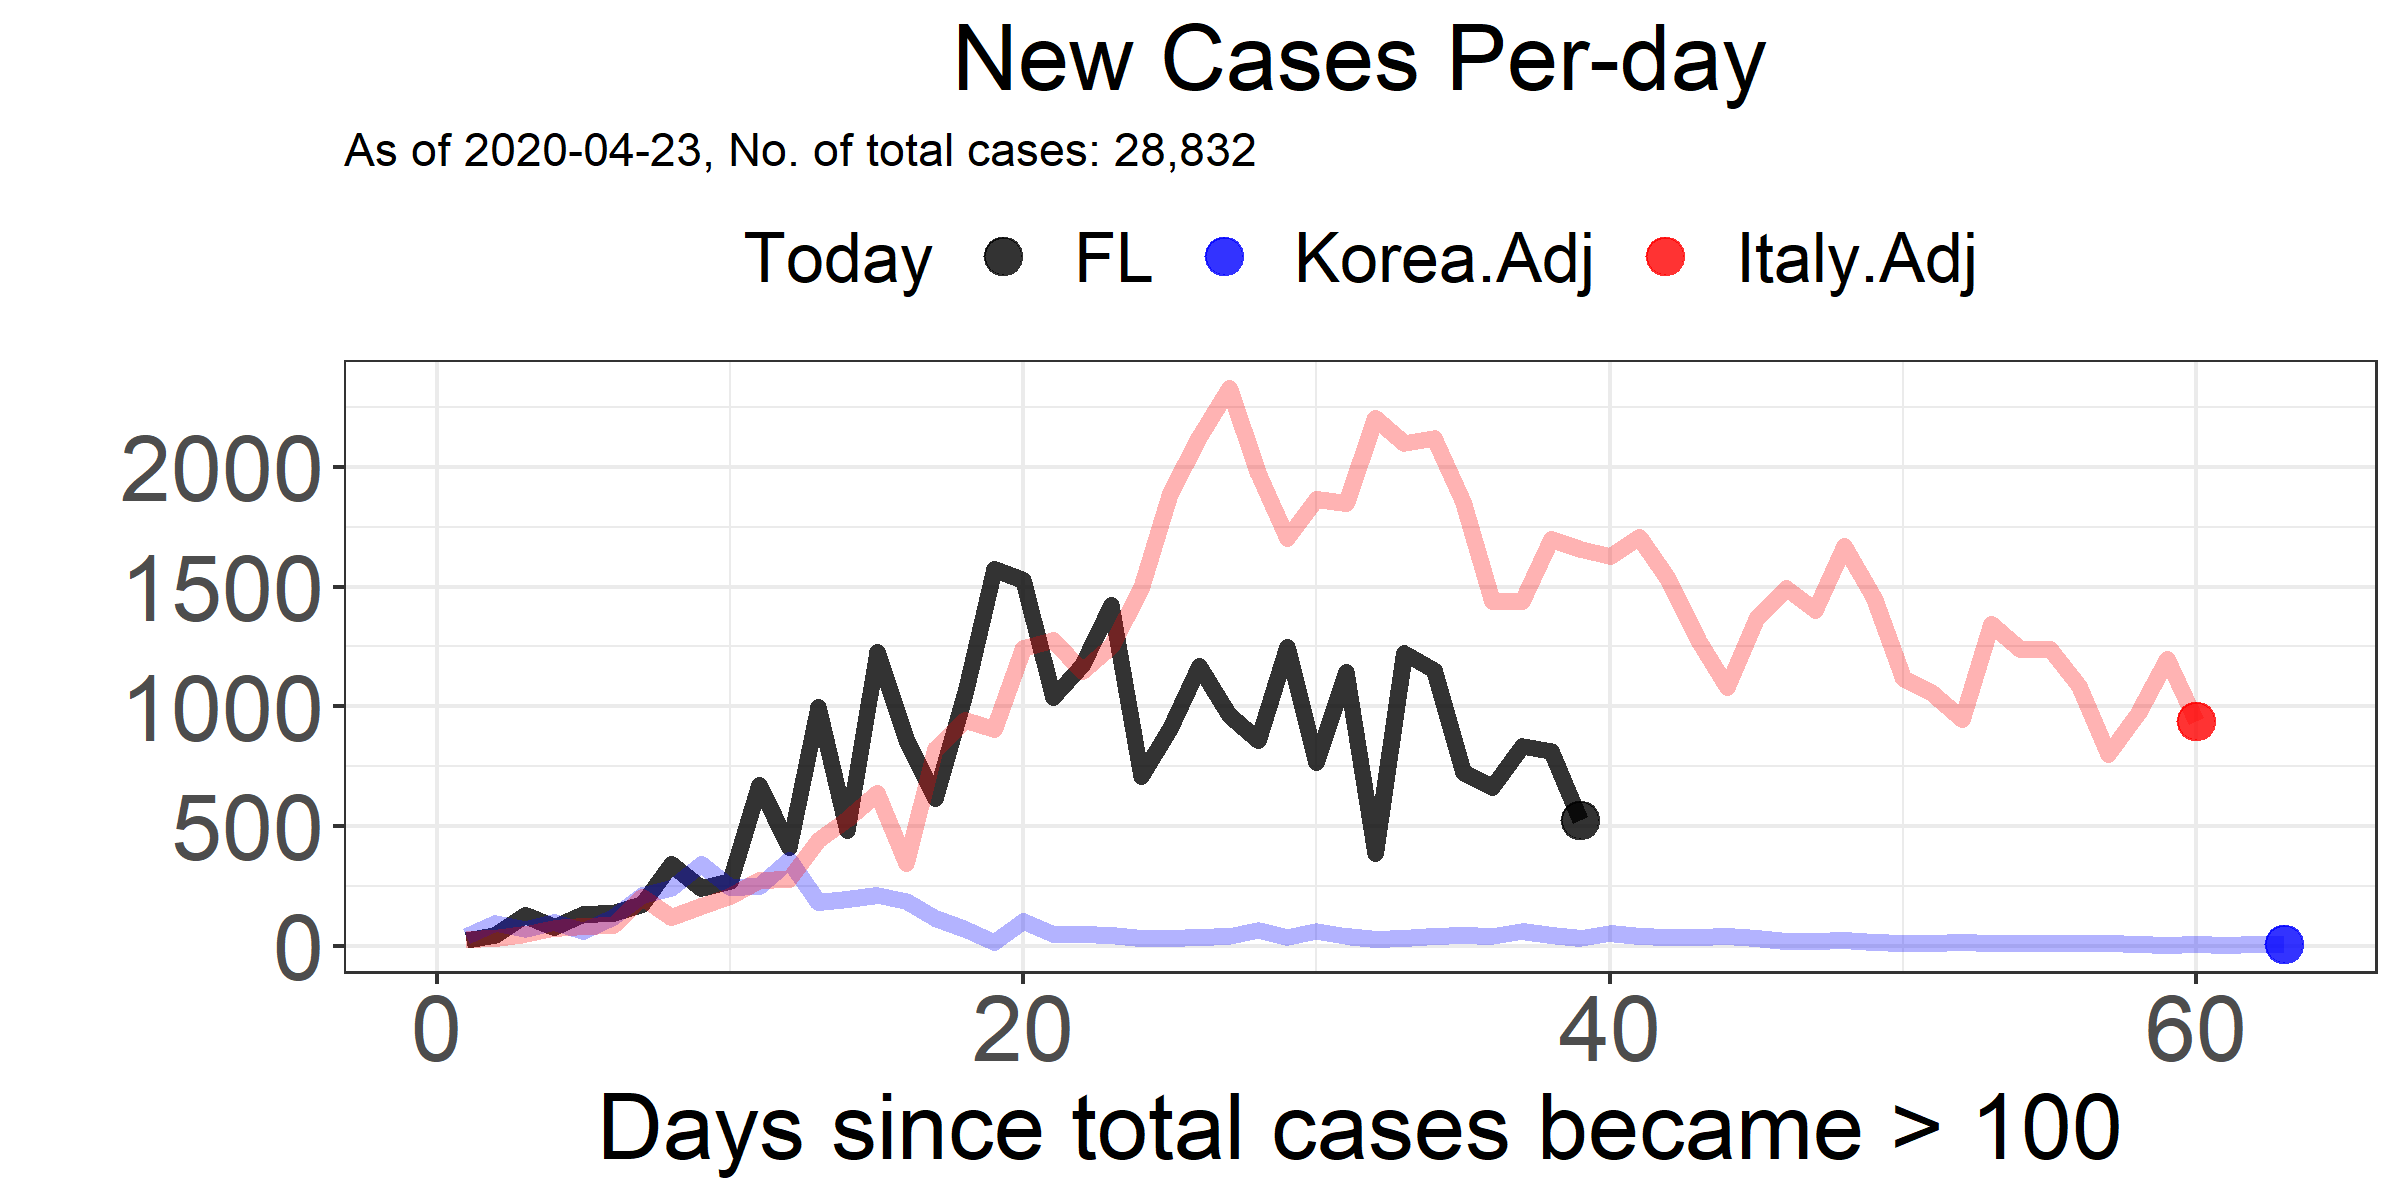 New Cases Per-day
As of 2020-04-23, No. of total cases: 28,832
Today FL Korea.Adj Italy.Adj
2000
1500
1000
500
0
0 20 40 60
Days since total cases became > 100